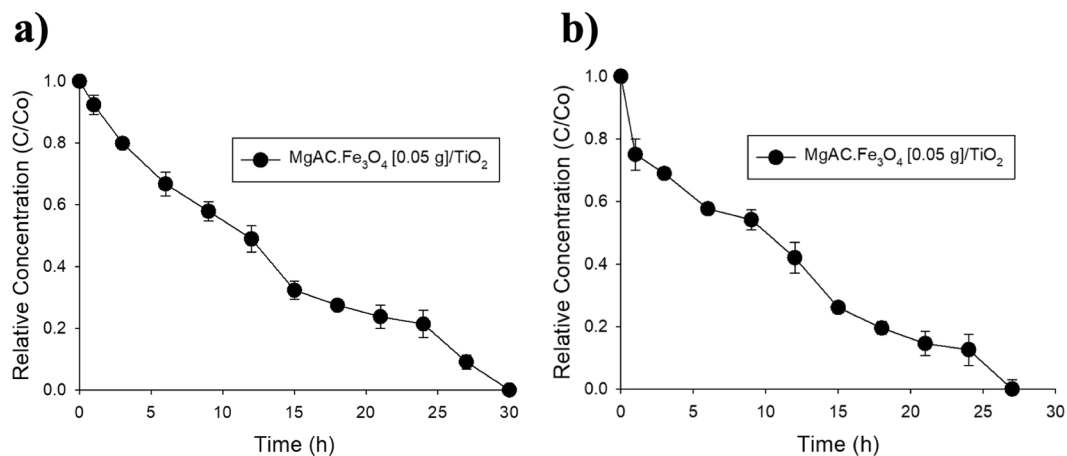 a)
Relative Concentration (C/Co)
1.0
0.8
0.6
0.4
0.2
0.0
MgAC.Fe₃O₄ [0.05 g]/TiO₂
0 5 10 15 20 25 30
Time (h)
b)
Relative Concentration (C/Co)
1.0
0.8
0.6
0.4
0.2
0.0
MgAC.Fe₃O₄ [0.05 g]/TiO₂
0 5 10 15 20 25 30
Time (h)